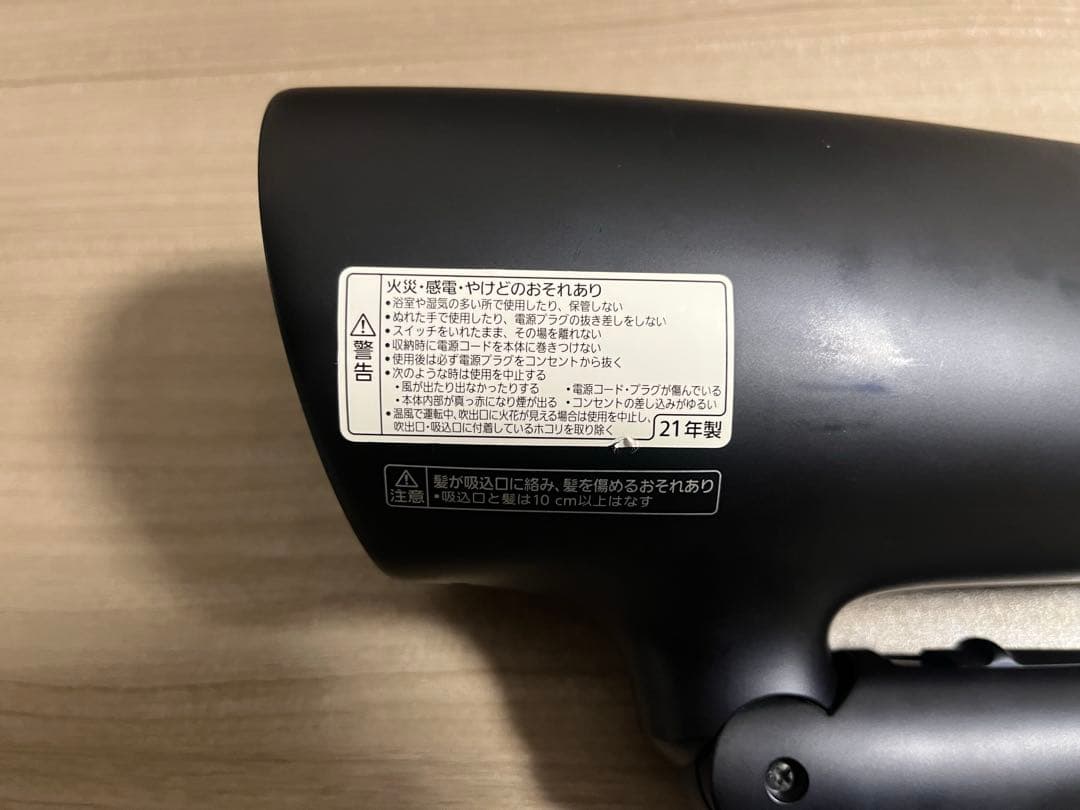 警告
火災・感電・やけどのおそれあり
•浴室や湿気の多い所で使用したり、保管しない
•ぬれた手で使用したり、電源プラグの抜き差しをしない
•スイッチをいれたまま、その場を離れない
•収納時に電源コードを本体に巻きつけない
•使用後は必ず電源プラグをコンセントから抜く
•次のような時は使用を中止する
・風が出たり出なかったりする ・電源コード・プラグが傷んでいる
・本体内部が真っ赤になり煙が出る ・コンセントの差し込みがゆるい
•温風で運転中、吹出口に火花が見える場合は使用を中止し、
吹出口・吸込口に付着しているホコリを取り除く
21年製
注意
髪が吸込口に絡み、髪を傷めるおそれあり
•吸込口と髪は10 cm以上はなす